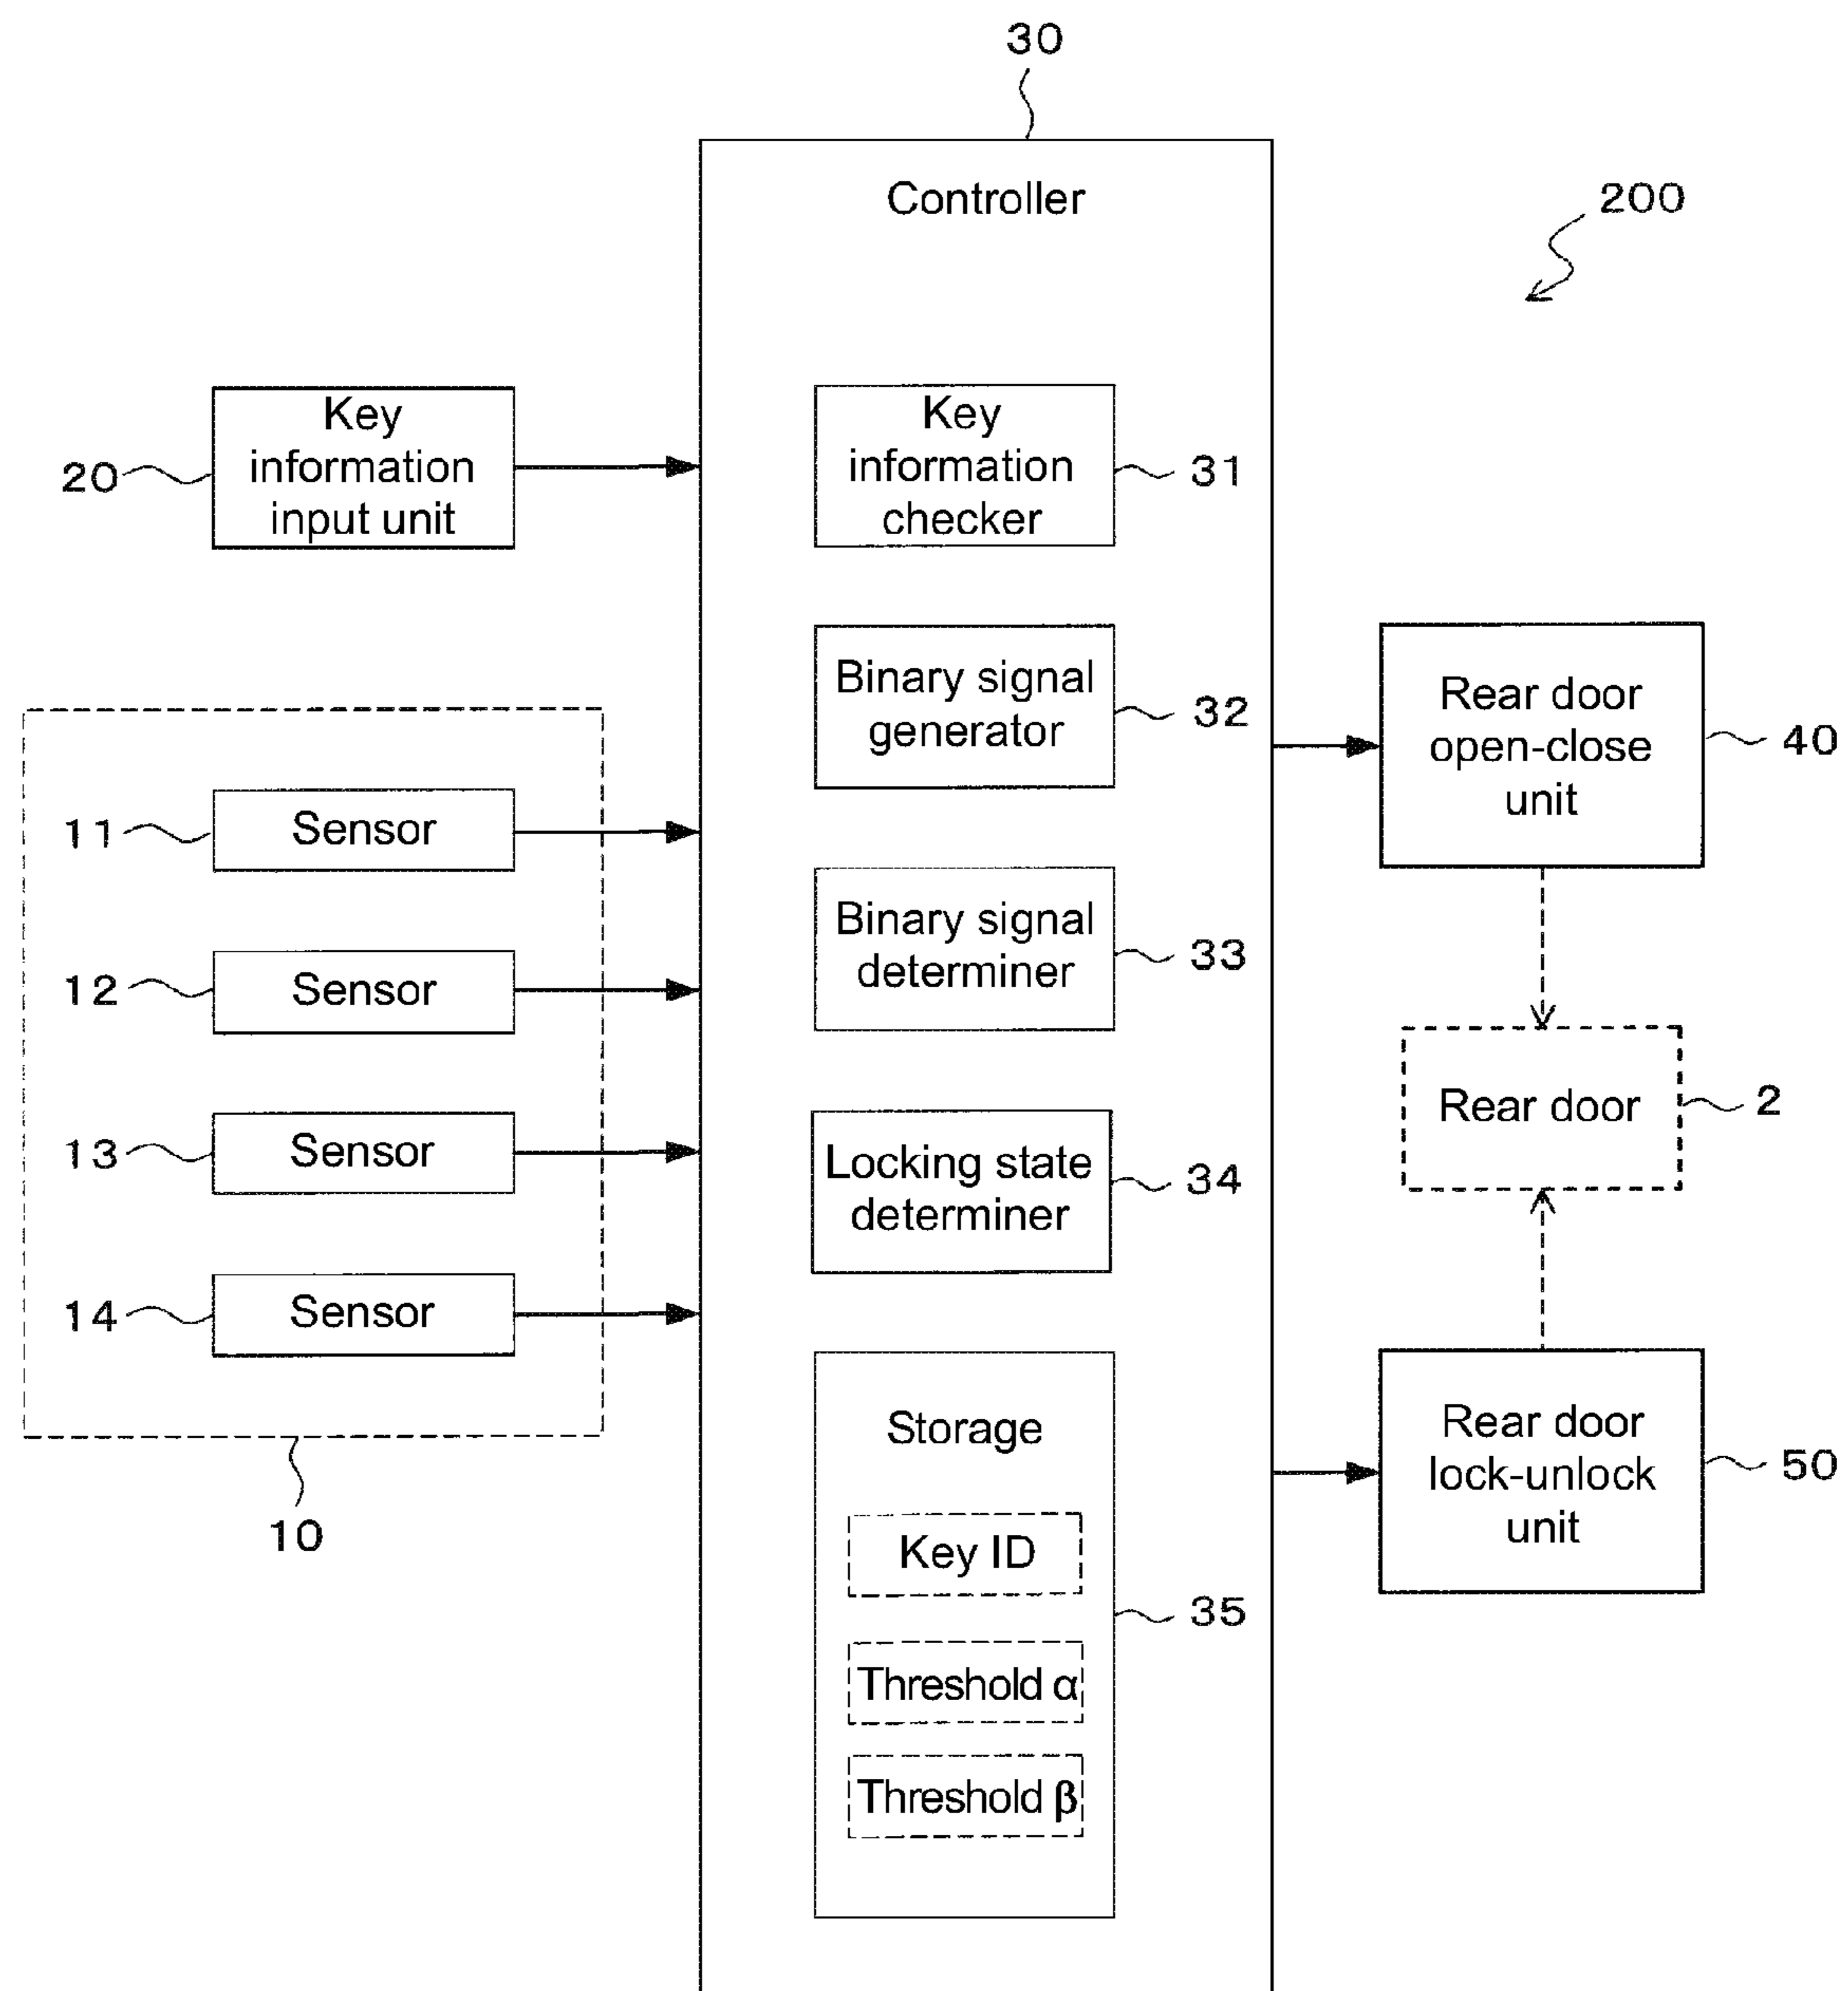 30
Controller
200
Key
information
input unit
20
Key
information
checker
31
Binary signal
generator
32
Rear door
open-close
unit
40
Sensor
11
Binary signal
determiner
33
Sensor
12
Rear door
2
Sensor
13
Locking state
determiner
34
Sensor
14
10
Storage
Key ID
Threshold α
Threshold β
35
Rear door
lock-unlock
unit
50